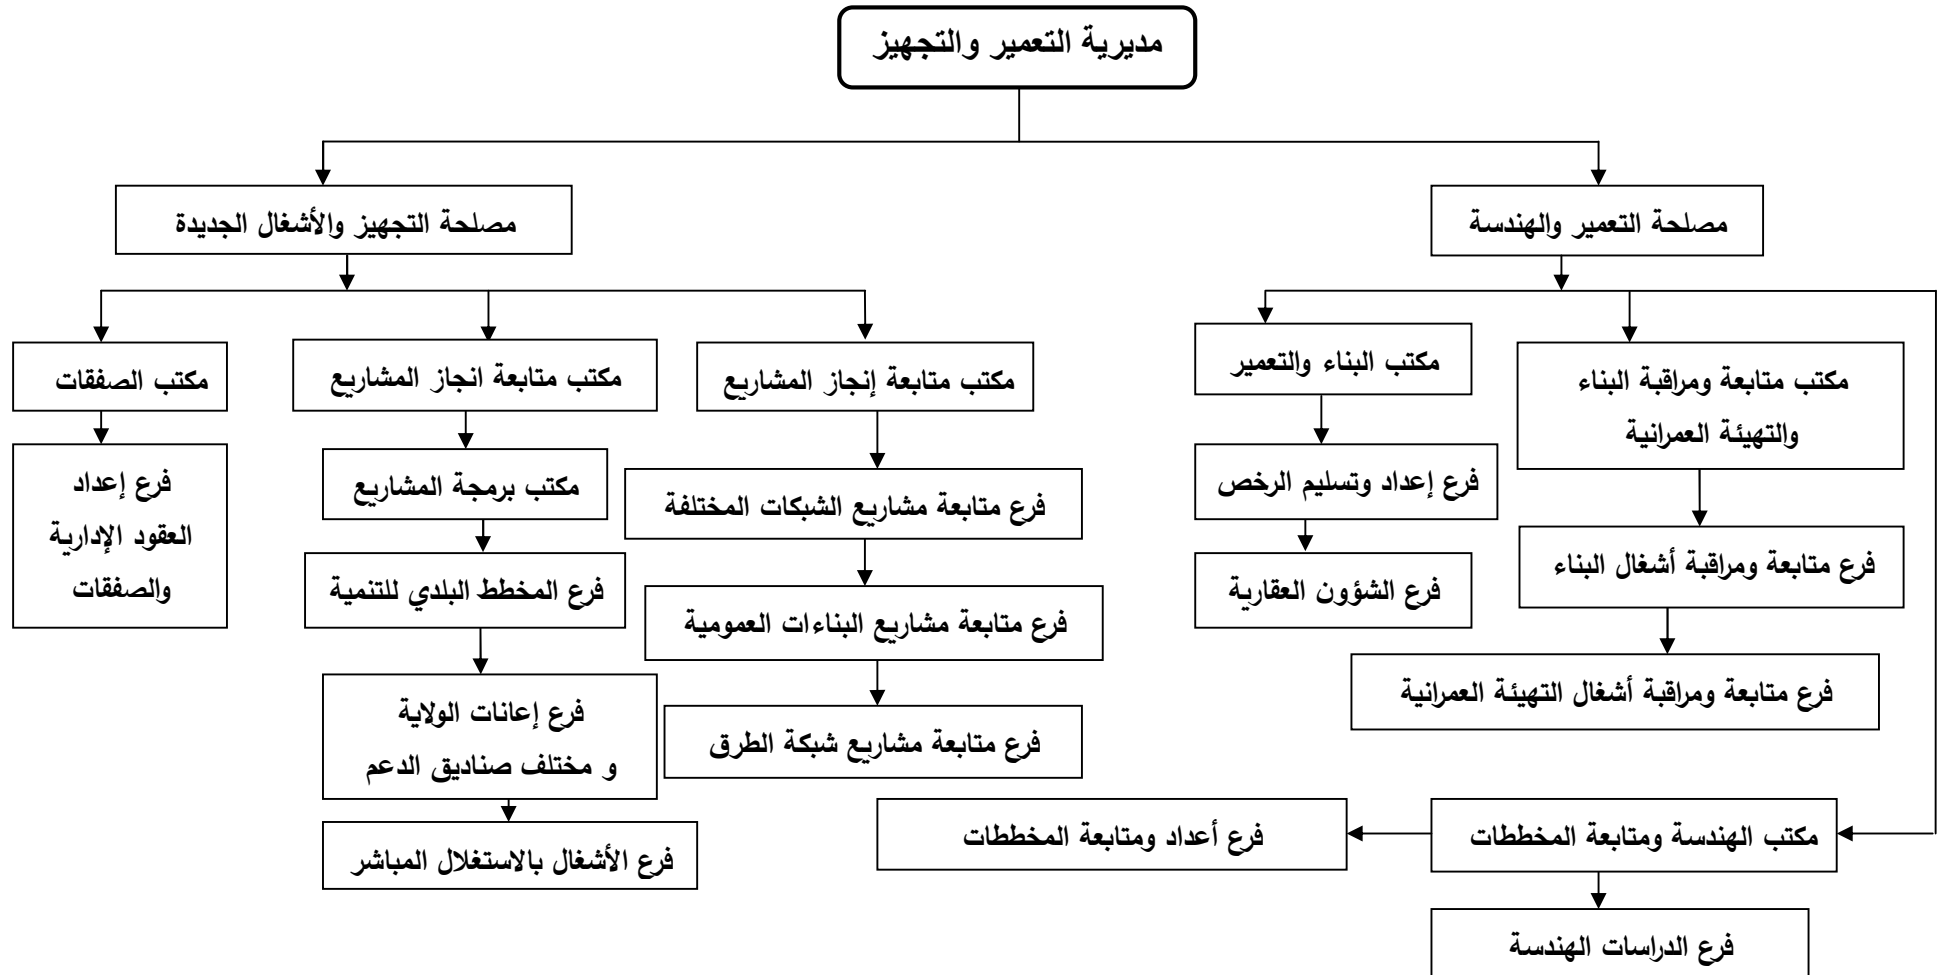 مديرية التعمير والتجهيز
مصلحة التعمير والهندسة
مصلحة التجهيز والأشغال الجديدة
مكتب متابعة ومراقبة البناء
والتهيئة العمرانية
مكتب البناء والتعمير
مكتب متابعة إنجاز المشاريع
مكتب متابعة انجاز المشاريع
مكتب الصفقات
فرع إعداد وتسليم الرخص
فرع متابعة مشاريع الشبكات المختلفة
مكتب برمجة المشاريع
فرع إعداد
العقود الإدارية
والصفقات
فرع متابعة ومراقبة أشغال البناء
فرع الشؤون العقارية
فرع متابعة مشاريع البناءات العمومية
فرع المخطط البلدي للتنمية
فرع متابعة ومراقبة أشغال التهيئة العمرانية
فرع متابعة مشاريع شبكة الطرق
فرع إعانات الولاية
و مختلف صناديق الدعم
مكتب الهندسة ومتابعة المخططات
فرع أعداد ومتابعة المخططات
فرع الأشغال بالاستغلال المباشر
فرع الدراسات الهندسة